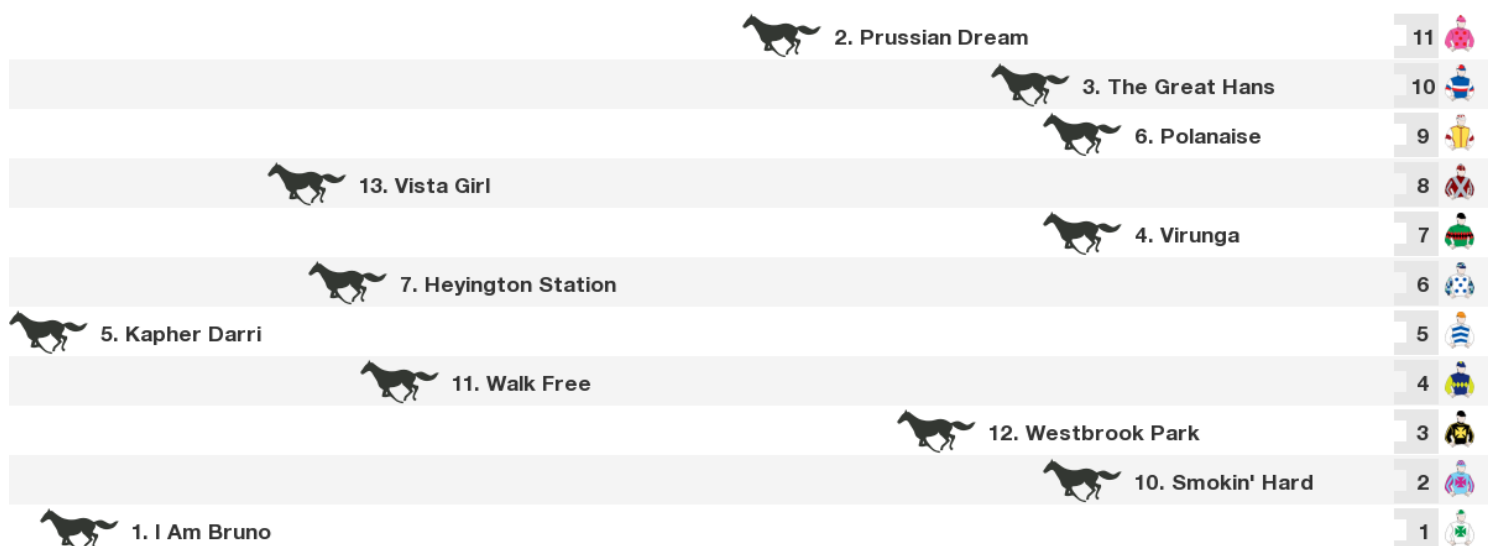 2. Prussian Dream 11
3. The Great Hans 10
6. Polanaise 9
13. Vista Girl 8
4. Virunga 7
7. Heyington Station 6
5. Kapher Darri 5
11. Walk Free 4
12. Westbrook Park 3
10. Smokin' Hard 2
1. I Am Bruno 1